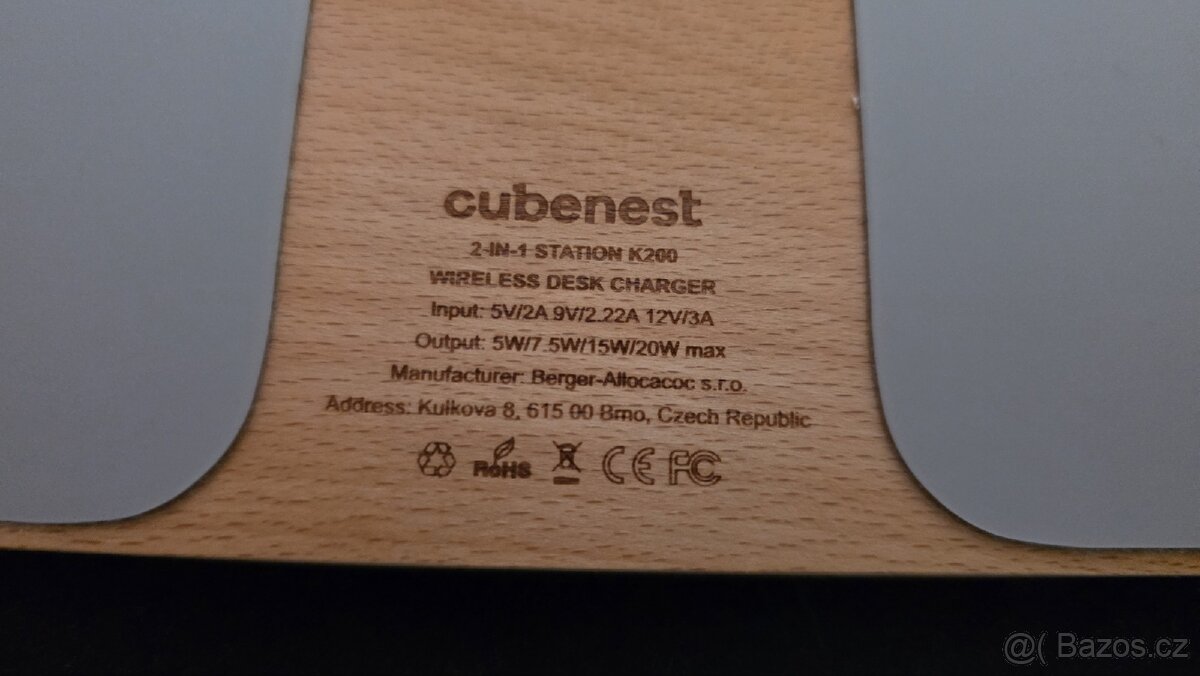 cubenest
2-IN-1 STATION K200
WIRELESS DESK CHARGER
Input: 5V/2A 9V/2.22A 12V/3A
Output: 5W/7.5W/15W/20W max
Manufacturer: Berger-Allocacoc s.r.o.
Address: Kulkova 8, 615 00 Brno, Czech Republic
RoHS CE FC
@( Bazos.cz